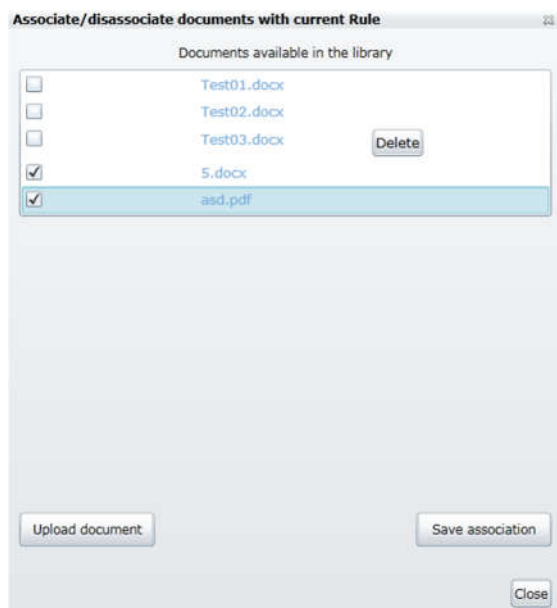 Associate/disassociate documents with current Rule
Documents available in the library
Test01.docx
Test02.docx
Test03.docx Delete
5.docx
asd.pdf
Upload document Save association
Close